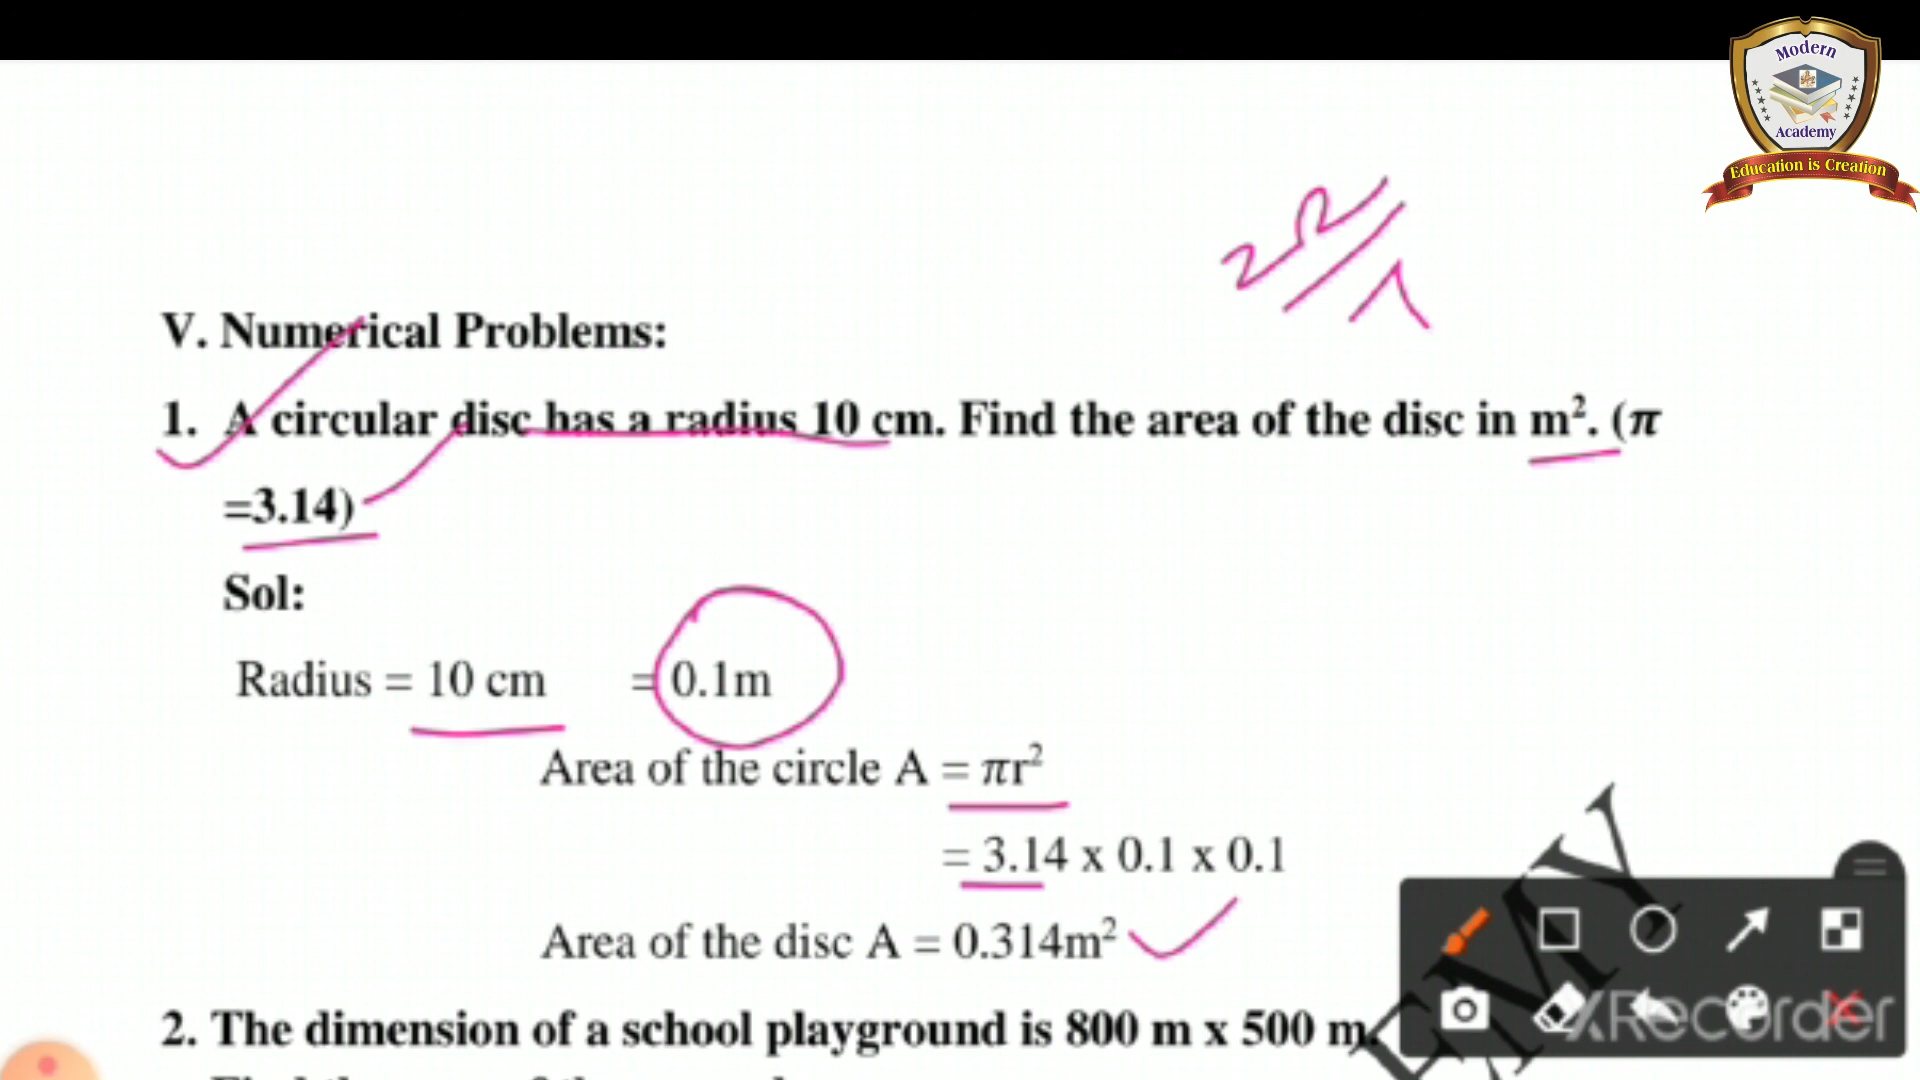 Modern
Academy
Education is Creation
V. Numerical Problems:
1. A circular disc has a radius 10 cm. Find the area of the disc in m². (π
=3.14)
Sol:
Radius = 10 cm = 0.1m
Area of the circle A = πr²
= 3.14 x 0.1 x 0.1
Area of the disc A = 0.314m²
2. The dimension of a school playground is 800 m x 500 m.
EMY
XRecorder